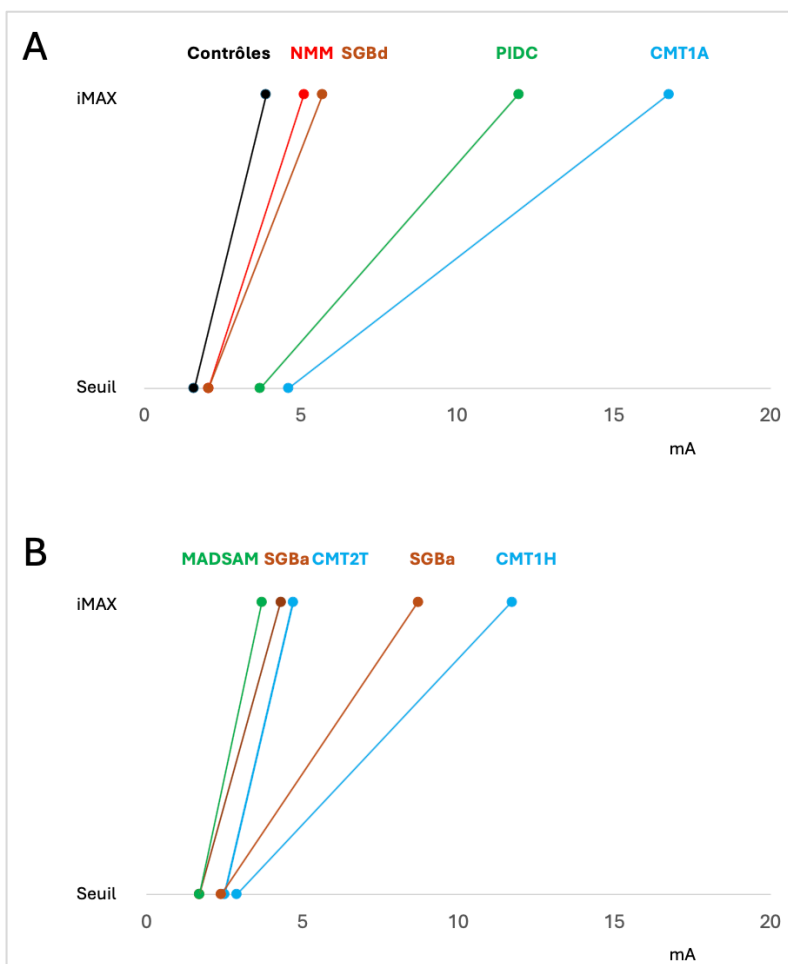 A
Contrôles NMM SGBd PIDC CMT1A
iMAX
Seuil
0 5 10 15 20
mA
B
MADSAM SGBa CMT2T SGBa CMT1H
iMAX
Seuil
0 5 10 15 20
mA